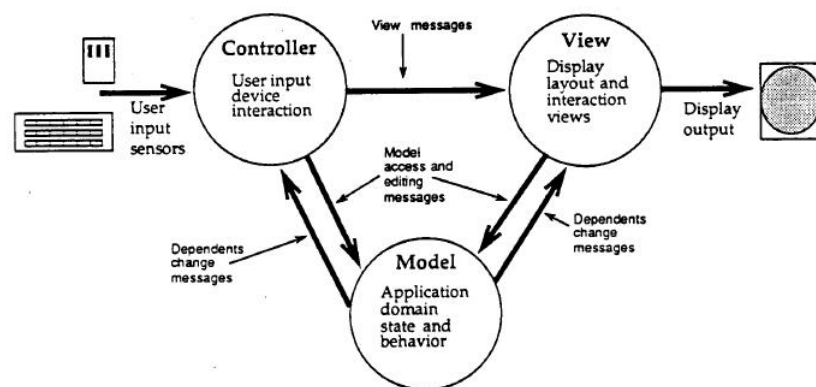 View messages
Controller
User input
device
interaction
View
Display
layout and
interaction
views
User
input
sensors
Display
output
Model
access and
editing
messages
Dependents
change
messages
Dependents
change
messages
Model
Application
domain
state and
behavior